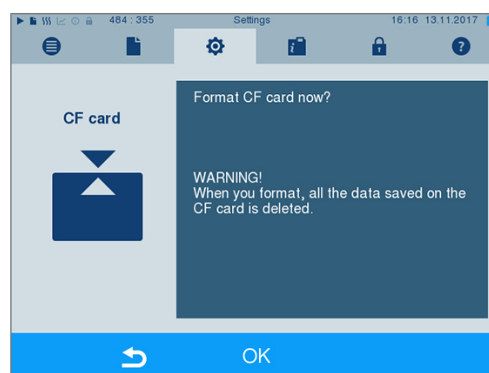 484 : 355 Settings 16:16 13.11.2017
i ?
CF card
Format CF card now?
WARNING!
When you format, all the data saved on the
CF card is deleted.
OK